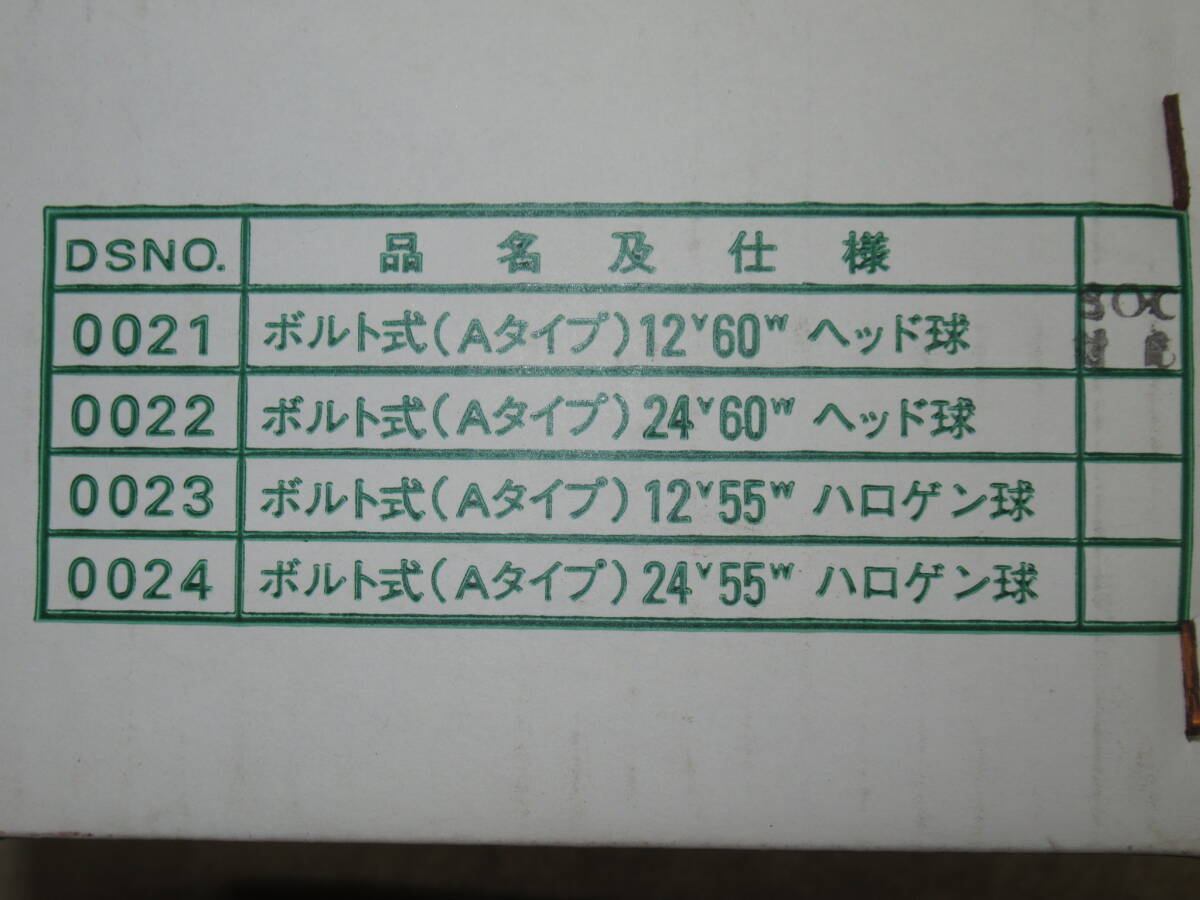 DSNO. 品名及仕様
0021 ボルト式(Aタイプ)12V60W ヘッド球
0022 ボルト式(Aタイプ)24V60W ヘッド球
0023 ボルト式(Aタイプ)12V55W ハロゲン球
0024 ボルト式(Aタイプ)24V55W ハロゲン球